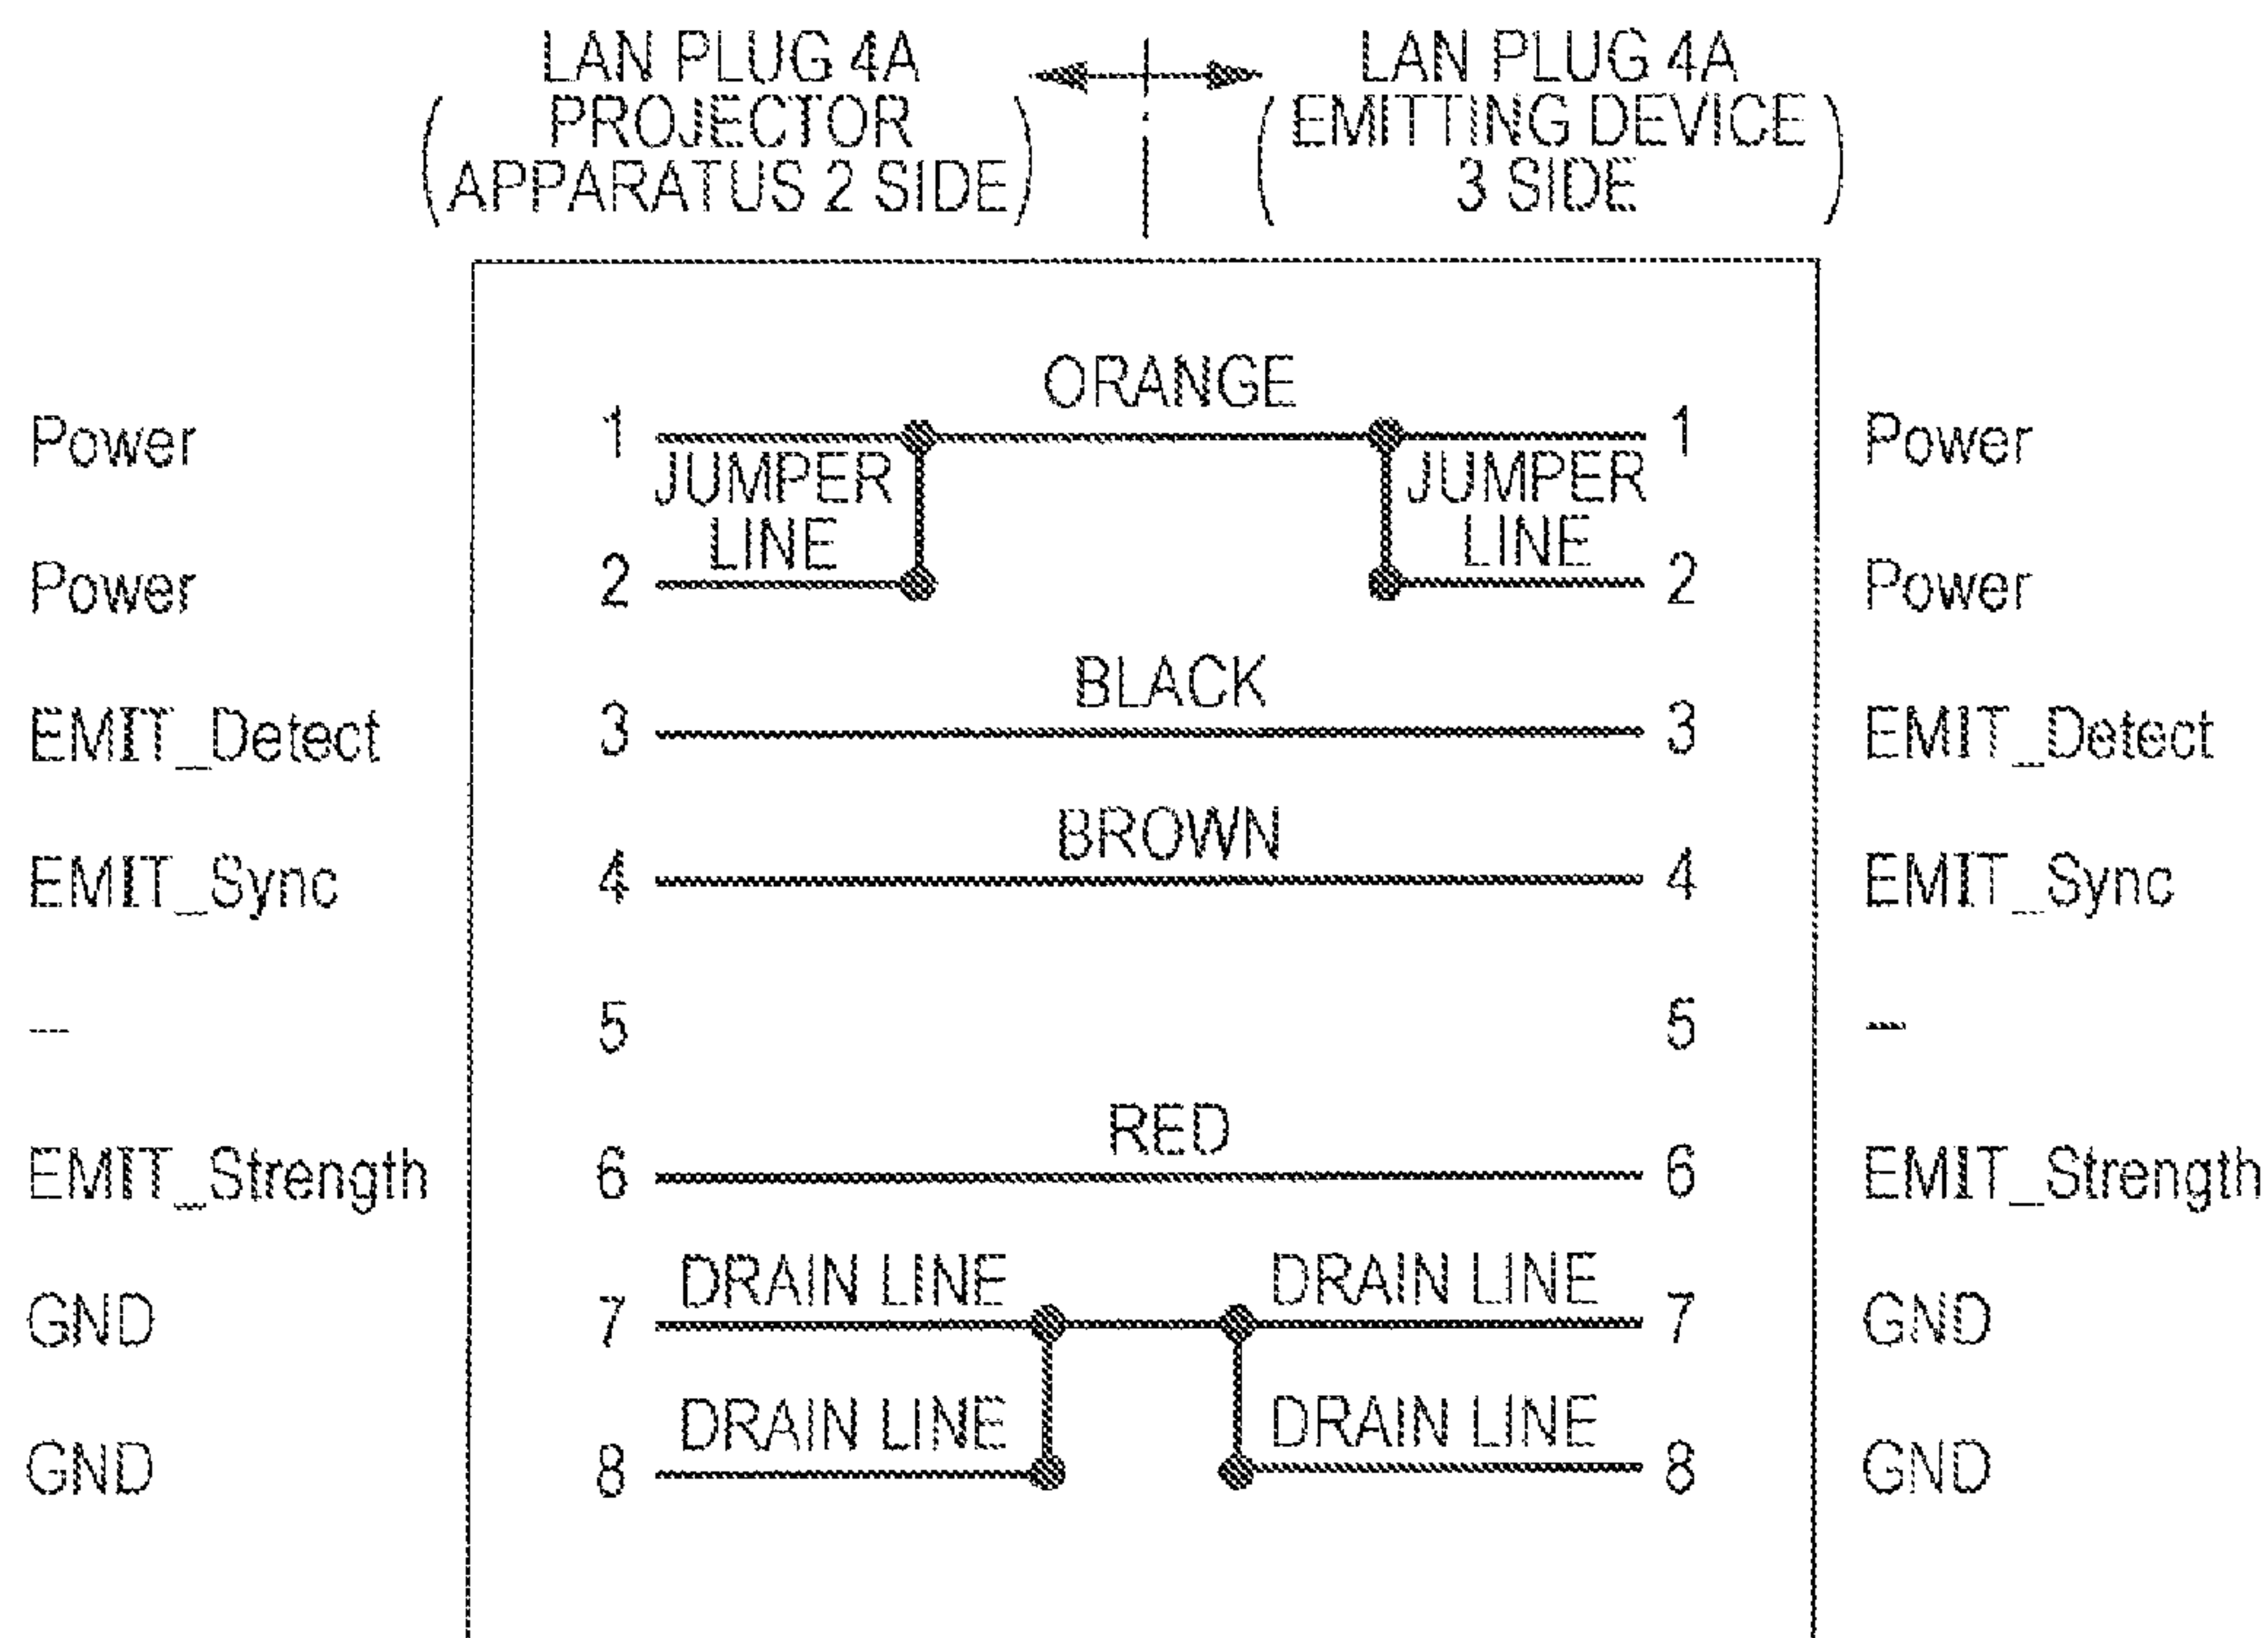 LAN PLUG 4A
(PROJECTOR
APPARATUS 2 SIDE)
LAN PLUG 4A
(EMITTING DEVICE
3 SIDE)
ORANGE
Power 1 1 Power
JUMPER
LINE
JUMPER
LINE
Power 2 2 Power
BLACK
EMIT_Detect 3 3 EMIT_Detect
BROWN
EMIT_Sync 4 4 EMIT_Sync
— 5 5 —
RED
EMIT_Strength 6 6 EMIT_Strength
DRAIN LINE DRAIN LINE
GND 7 7 GND
DRAIN LINE DRAIN LINE
GND 8 8 GND